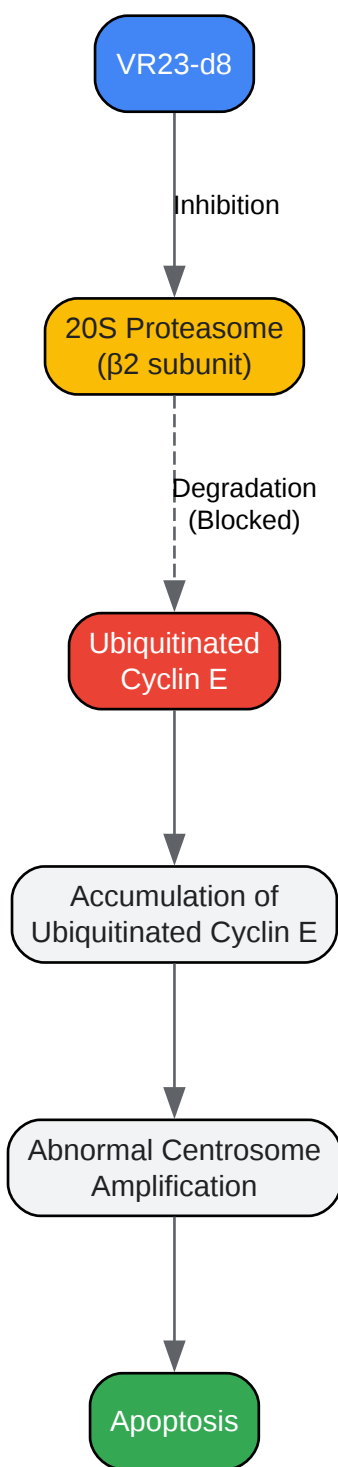 VR23-d8
Inhibition
20S Proteasome
(β2 subunit)
Degradation
(Blocked)
Ubiquitinated
Cyclin E
Accumulation of
Ubiquitinated Cyclin E
Abnormal Centrosome
Amplification
Apoptosis